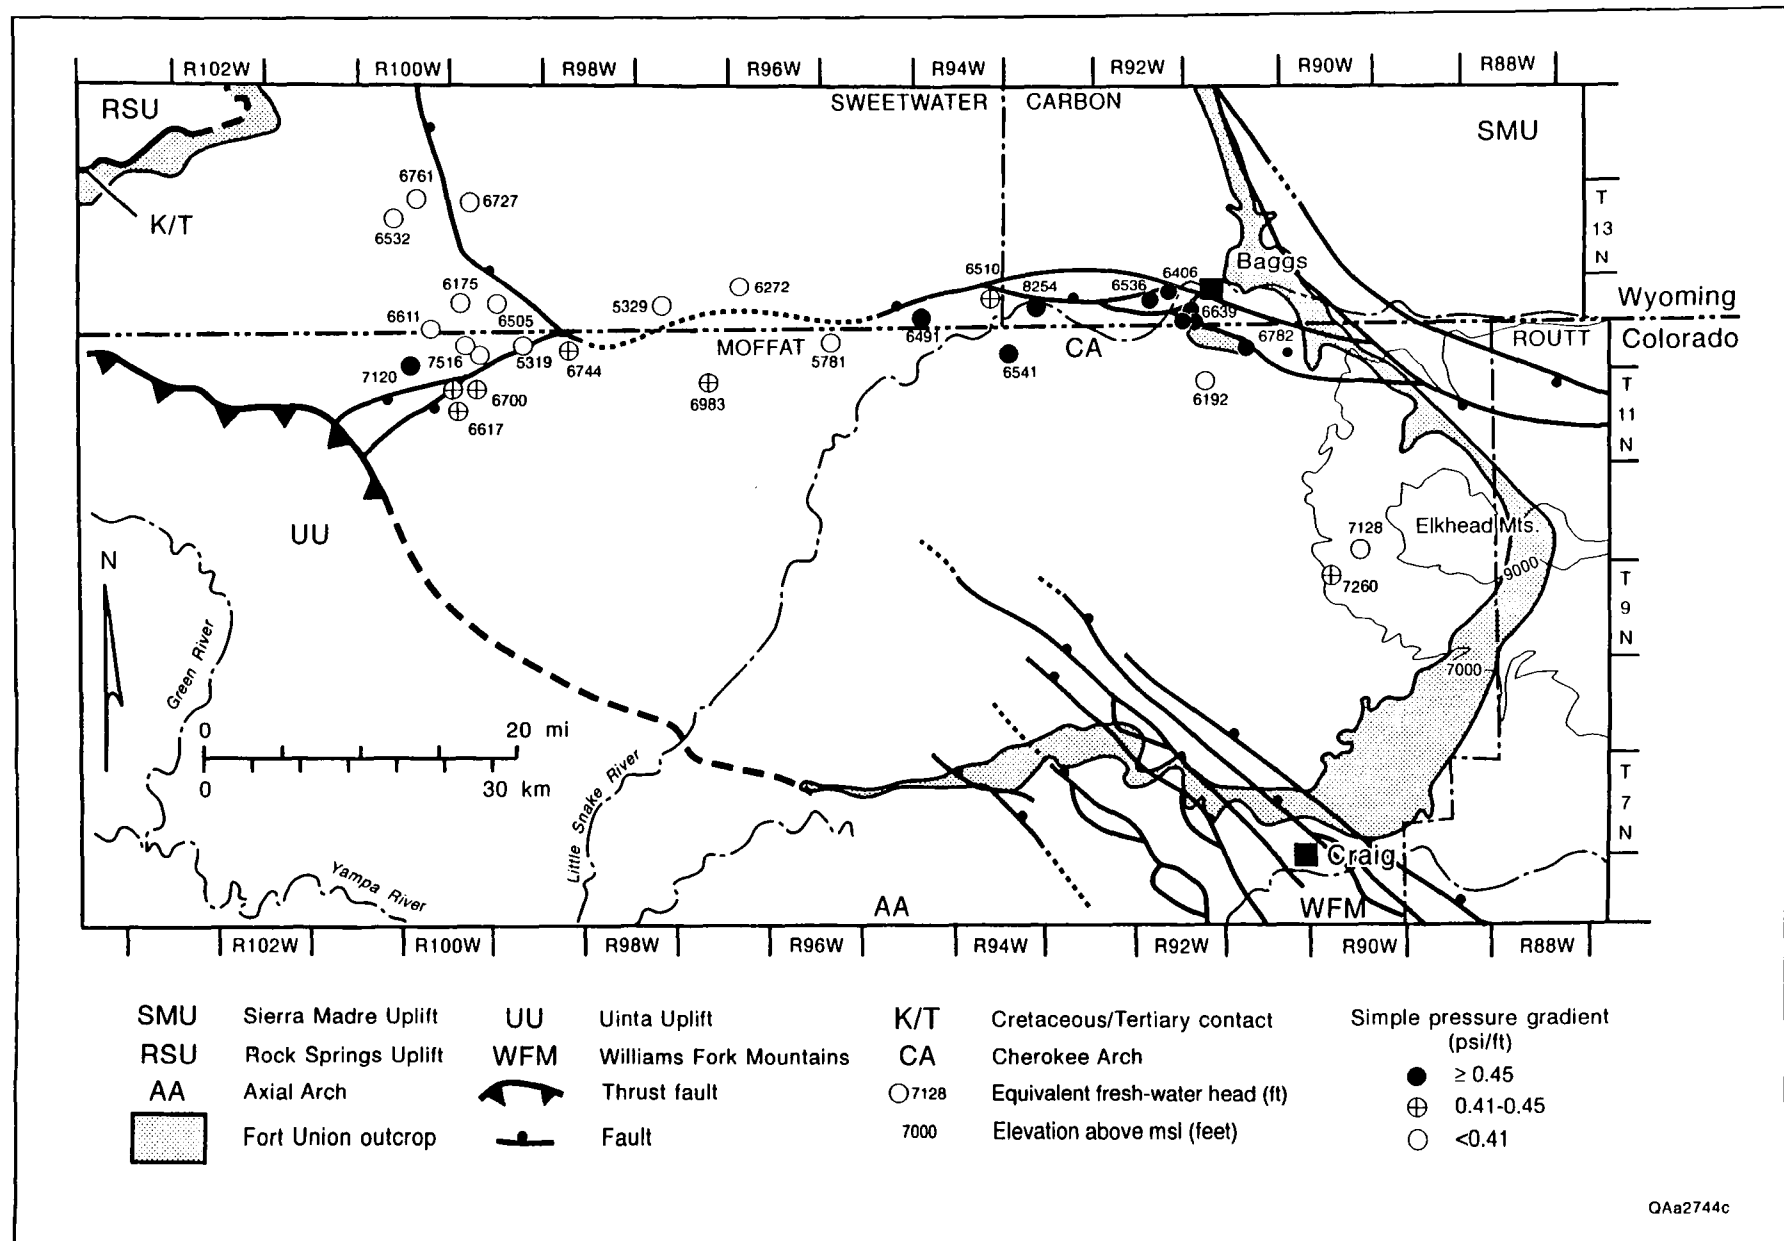 R102W R100W R98W R96W R94W R92W R90W R88W
RSU
SWEETWATER CARBON
SMU
6761
6727
K/T
6532
T
13
N
Baggs
6510
6406
6175
6272
8254
6536
5329
Wyoming
6611
6505
6639
6491
6782
MOFFAT
CA
ROUTT
Colorado
7516
5319
5781
7120
6744
6541
6700
6983
6192
6617
T
11
N
UU
7128
Elkhead Mts.
N
9000
7260
T
9
N
Green River
7000
0 20 mi
0 30 km
Little Snake River
T
7
N
Craig
Yampa River
AA
WFM
R102W R100W R98W R96W R94W R92W R90W R88W
SMU Sierra Madre Uplift
RSU Rock Springs Uplift
AA Axial Arch
Fort Union outcrop
UU Uinta Uplift
WFM Williams Fork Mountains
Thrust fault
Fault
K/T Cretaceous/Tertiary contact
CA Cherokee Arch
7128 Equivalent fresh-water head (ft)
7000 Elevation above msl (feet)
Simple pressure gradient
(psi/ft)
≥ 0.45
0.41-0.45
<0.41
QAa2744c